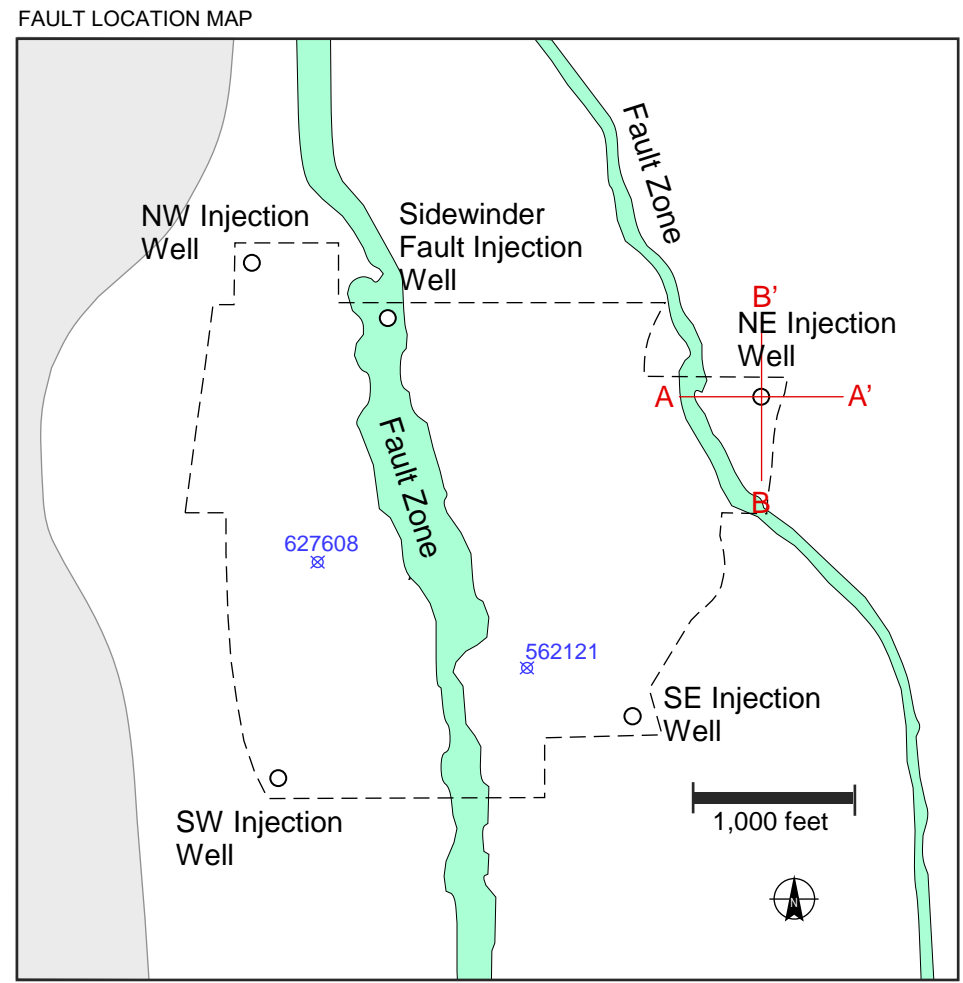 FAULT LOCATION MAP
Fault Zone
NW Injection
Well
Sidewinder
Fault Injection
Well
B'
NE Injection
Well
A
A'
Fault Zone
B
627608
562121
SE Injection
Well
1,000 feet
SW Injection
Well
N